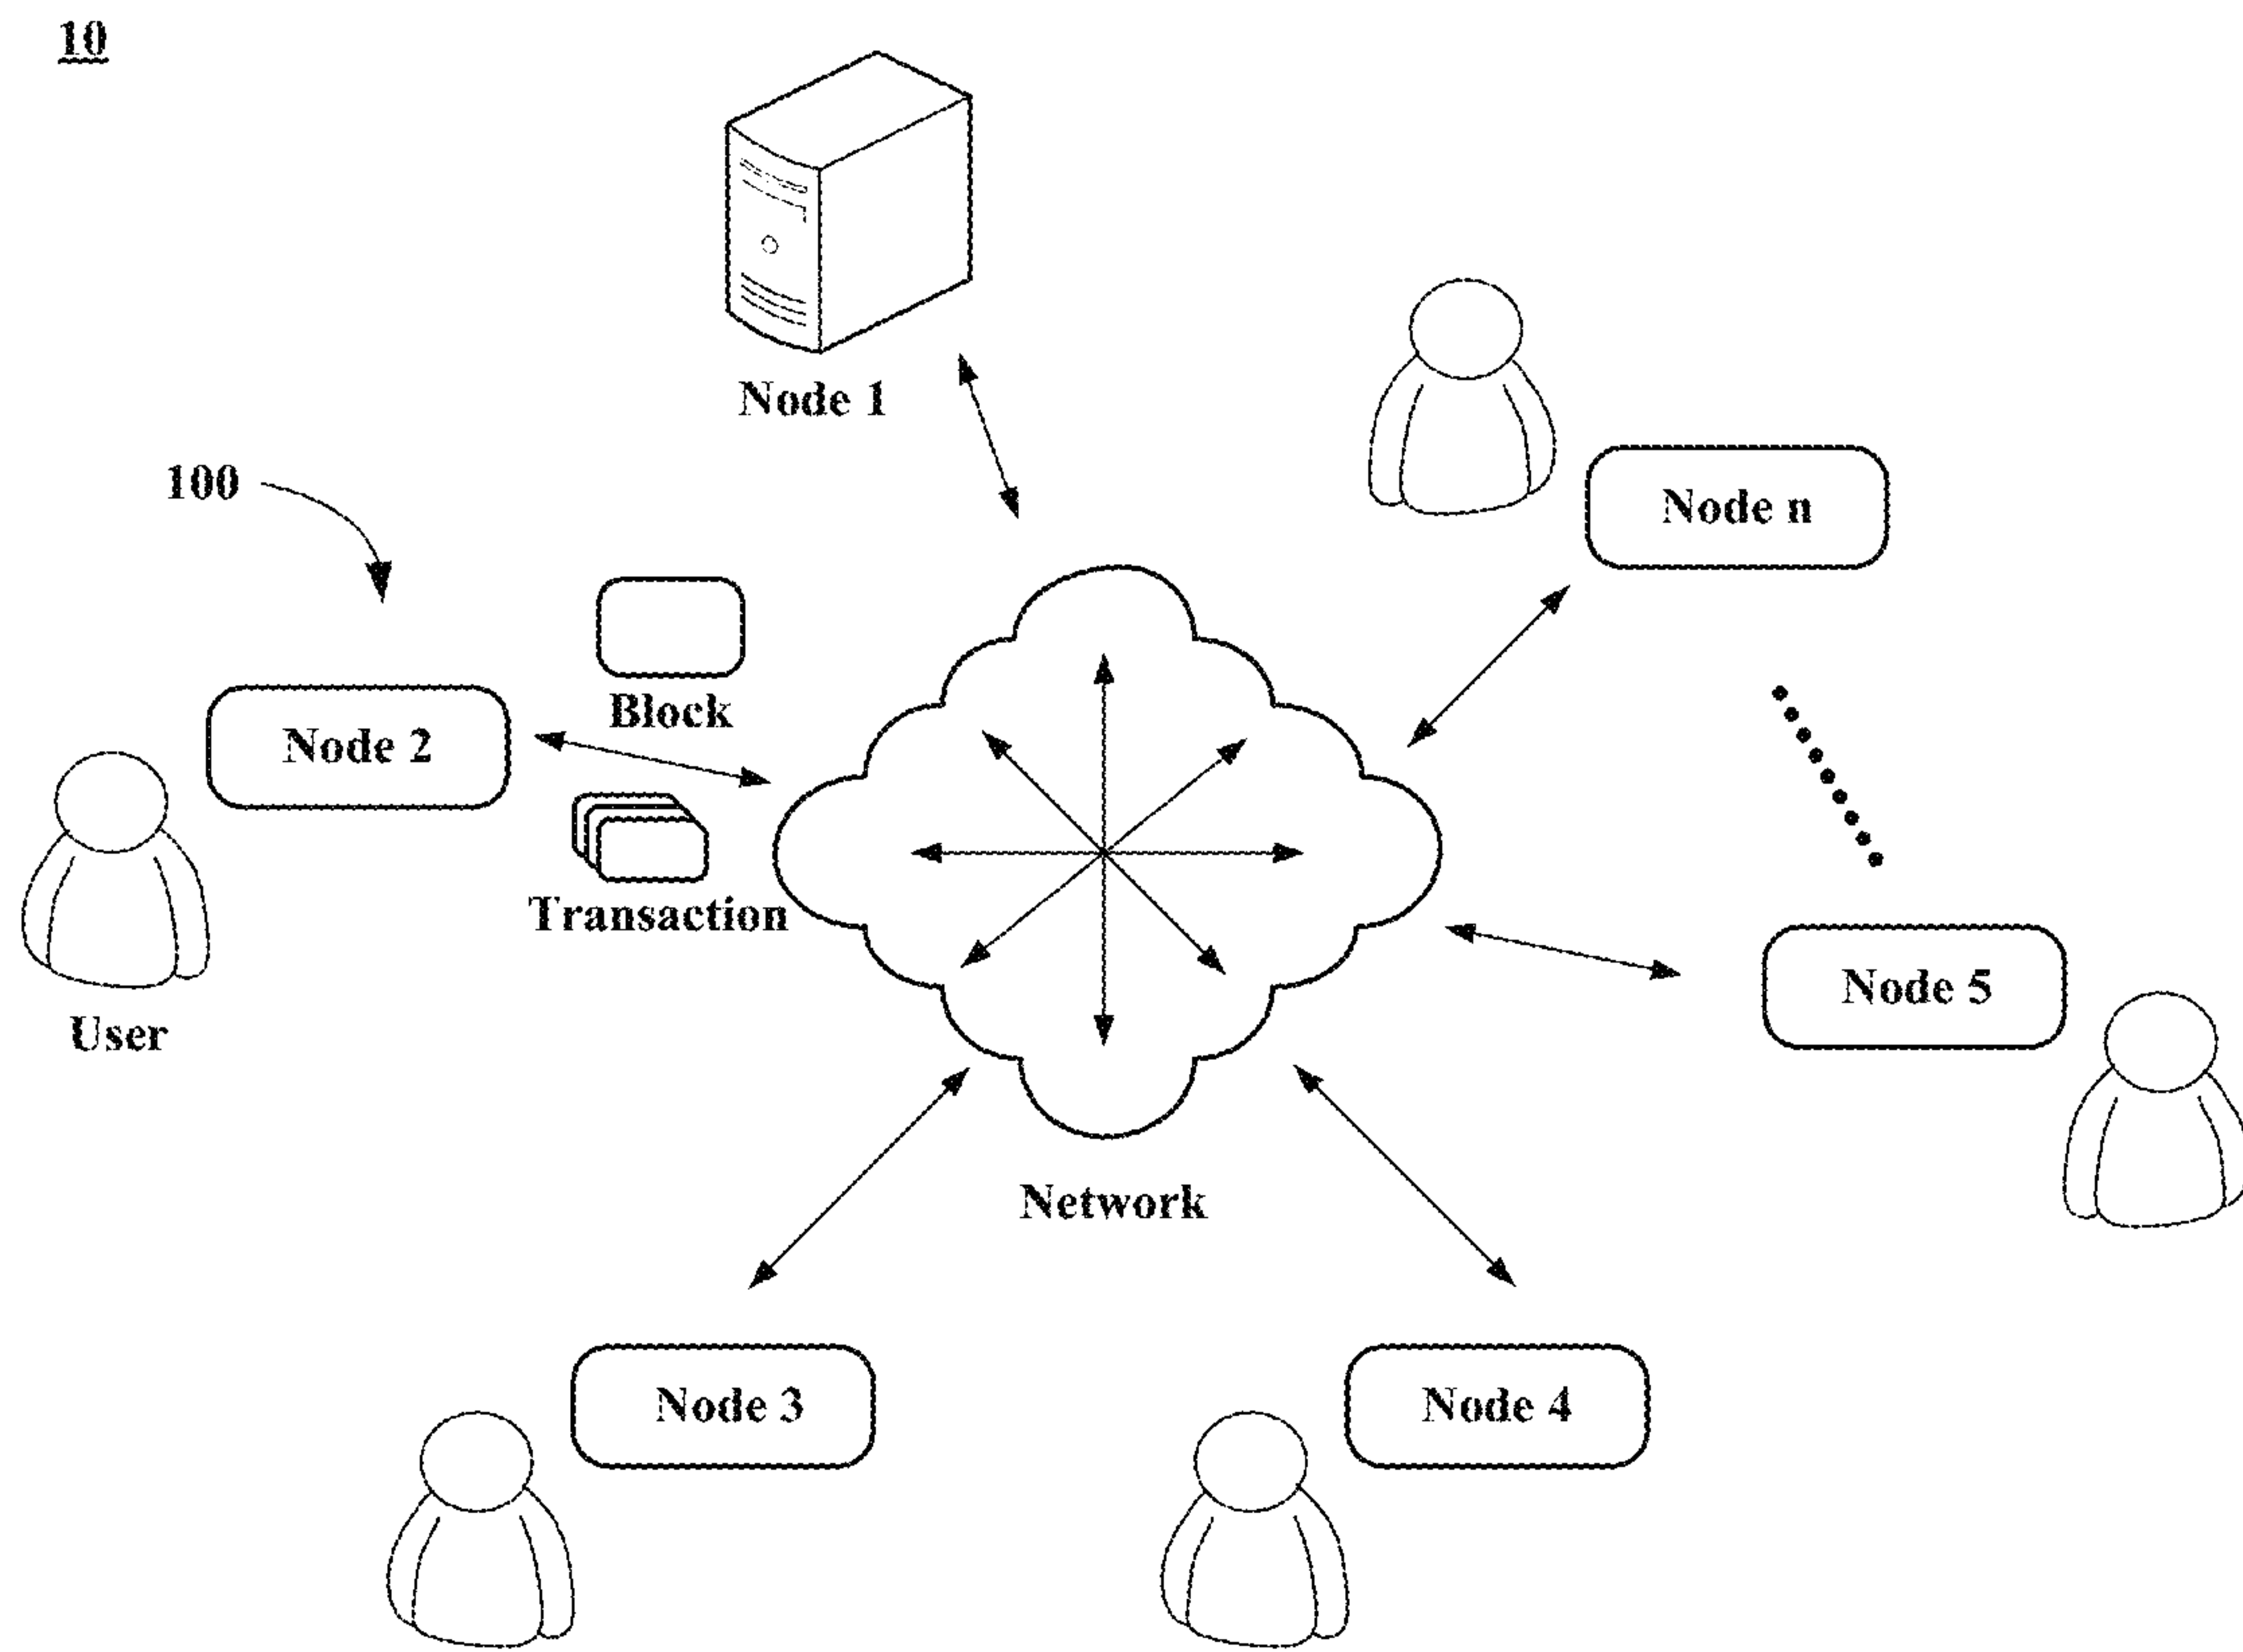 10
Node 1
Node n
100
Block
Node 2
Transaction
Node 5
User
Network
Node 3
Node 4